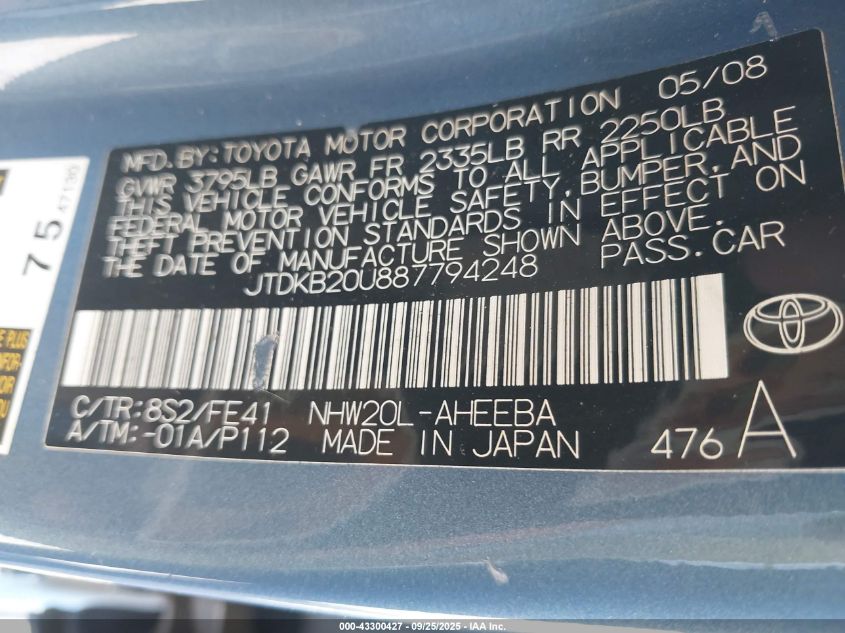 MFD. BY: TOYOTA MOTOR CORPORATION 05/08
GVWR 3795LB GAWR FR 2335LB RR 2250LB
THIS VEHICLE CONFORMS TO ALL APPLICABLE
FEDERAL MOTOR VEHICLE SAFETY, BUMPER, AND
THEFT PREVENTION STANDARDS IN EFFECT ON
THE DATE OF MANUFACTURE SHOWN ABOVE.
JTDKB20U887794248 PASS. CAR
C/TR: 8S2/FE41 NHW20L-AHEEBA
A/TM: -01A/P112 MADE IN JAPAN 476 A
75
000-43300427 - 09/25/2025 - IAA Inc.